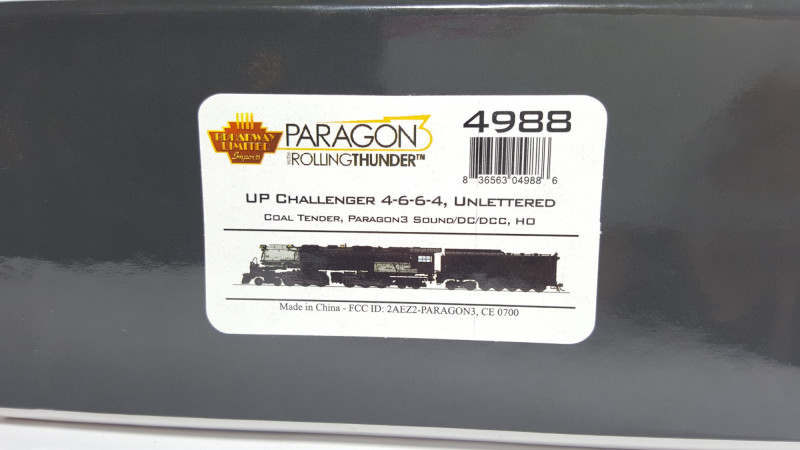 BROADWAY
LIMITED
Imports
PARAGON3
WITH ROLLINGTHUNDER™
4988
8 36563 04988 6
UP CHALLENGER 4-6-6-4, UNLETTERED
COAL TENDER, PARAGON3 SOUND/DC/DCC, HO
Made in China - FCC ID: 2AEZ2-PARAGON3, CE 0700